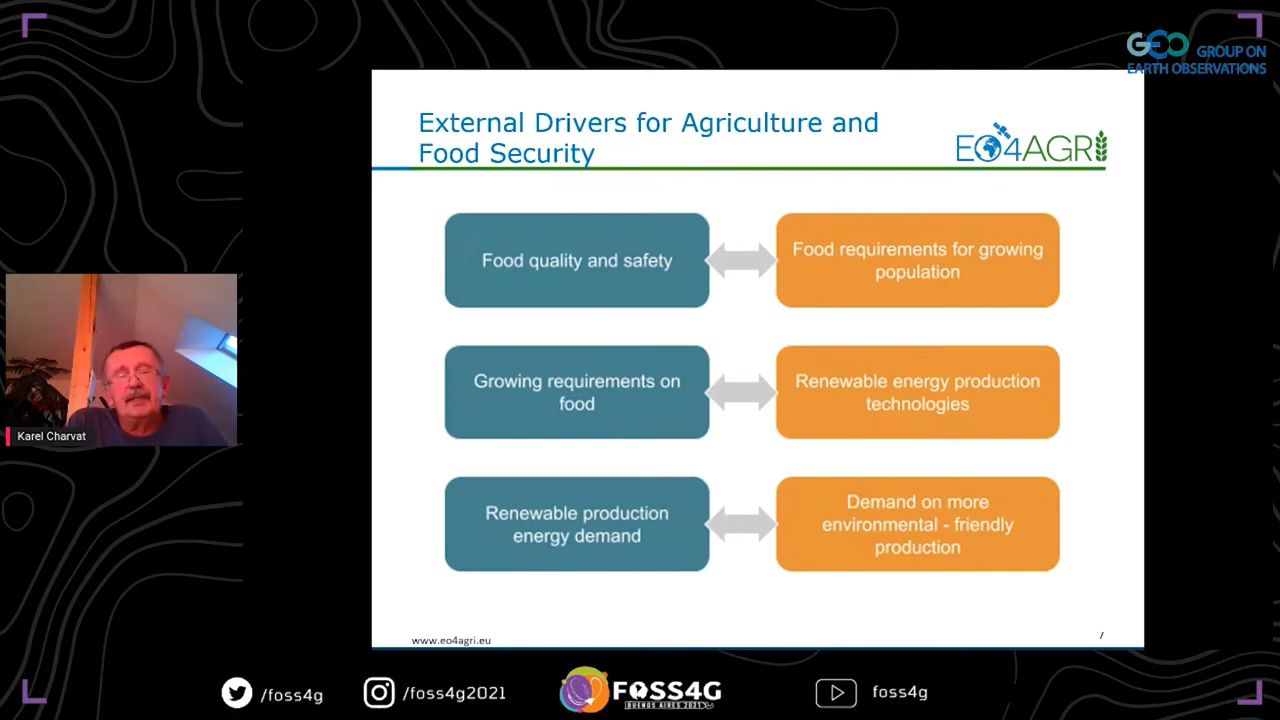 GEO GROUP ON
EARTH OBSERVATIONS
External Drivers for Agriculture and
Food Security
EO4AGRI
Food quality and safety
Food requirements for growing
population
Growing requirements on
food
Renewable energy production
technologies
Renewable production
energy demand
Demand on more
environmental - friendly
production
Karel Charvat
www.eo4agri.eu
7
/foss4g
/foss4g2021
FOSS4G
BUENOS AIRES 2021
foss4g